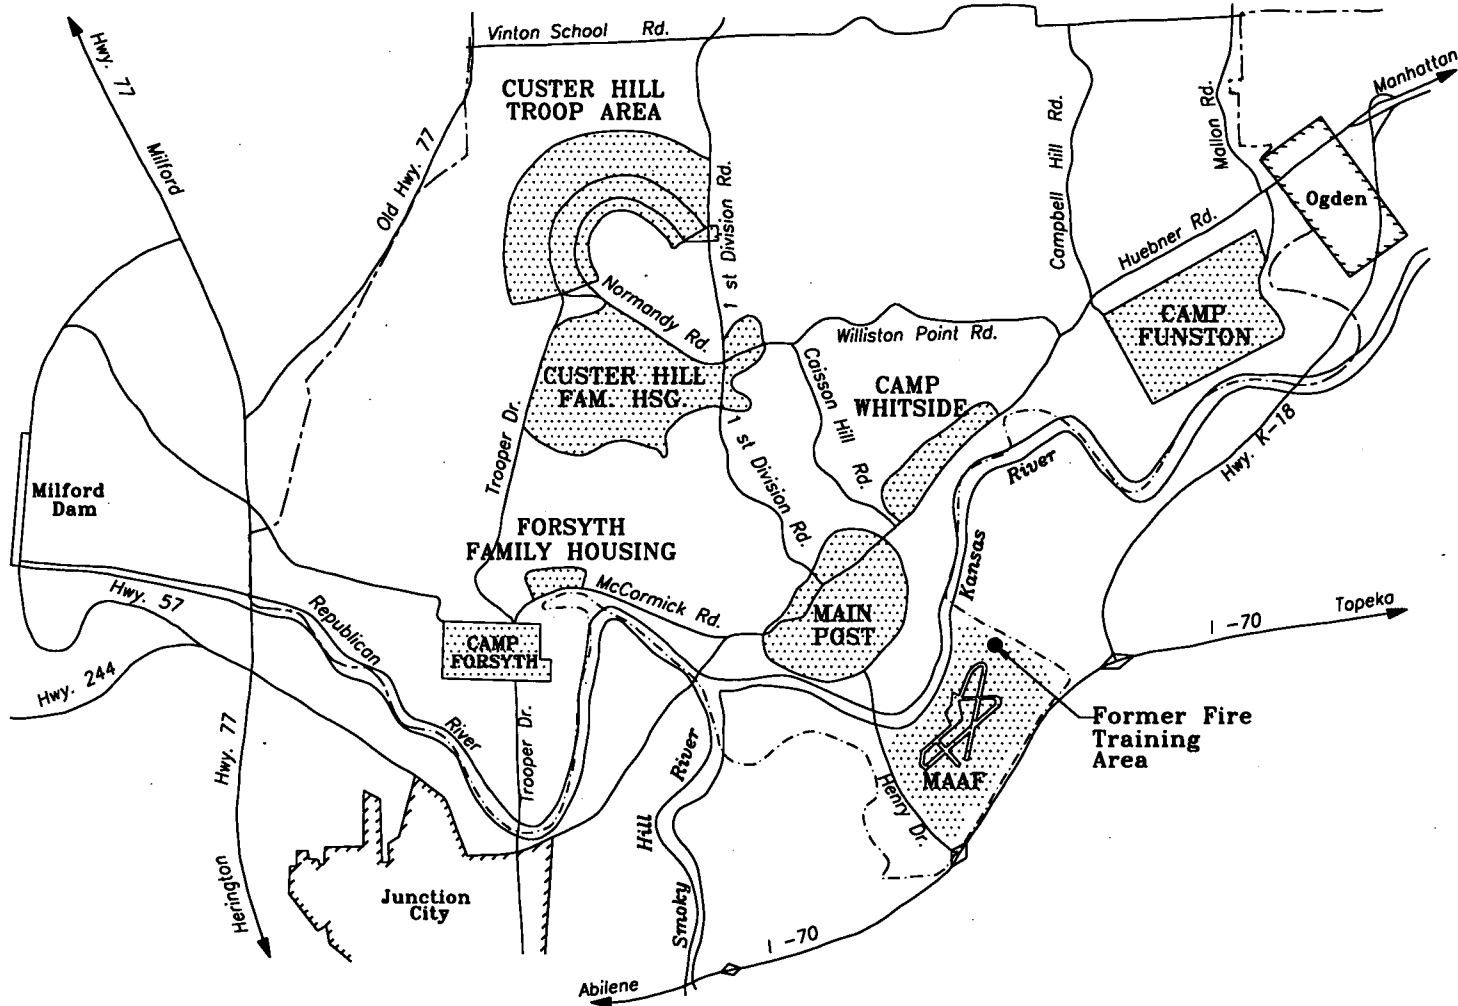 Vinton School Rd.
Hwy. 77
Milford
Old Hwy. 77
CUSTER HILL
TROOP AREA
1 st Division Rd.
Campbell Hill Rd.
Mallon Rd.
Manhattan
Ogden
Huebner Rd.
Normandy Rd.
CAMP
FUNSTON
Williston Point Rd.
CUSTER HILL
FAM. HSG.
Caisson Hill Rd.
CAMP
WHITSIDE
Trooper Dr.
1 st Division Rd.
Hwy. K-18
River
Kansas
Milford
Dam
FORSYTH
FAMILY HOUSING
McCormick Rd.
Hwy. 57
Republican
River
CAMP
FORSYTH
MAIN
POST
Topeka
I -70
Hwy. 244
Hwy. 77
Trooper Dr.
River
Hill
Smoky
Former Fire
Training
Area
MAAF
Henry Dr.
Herington
Junction
City
I -70
Abilene